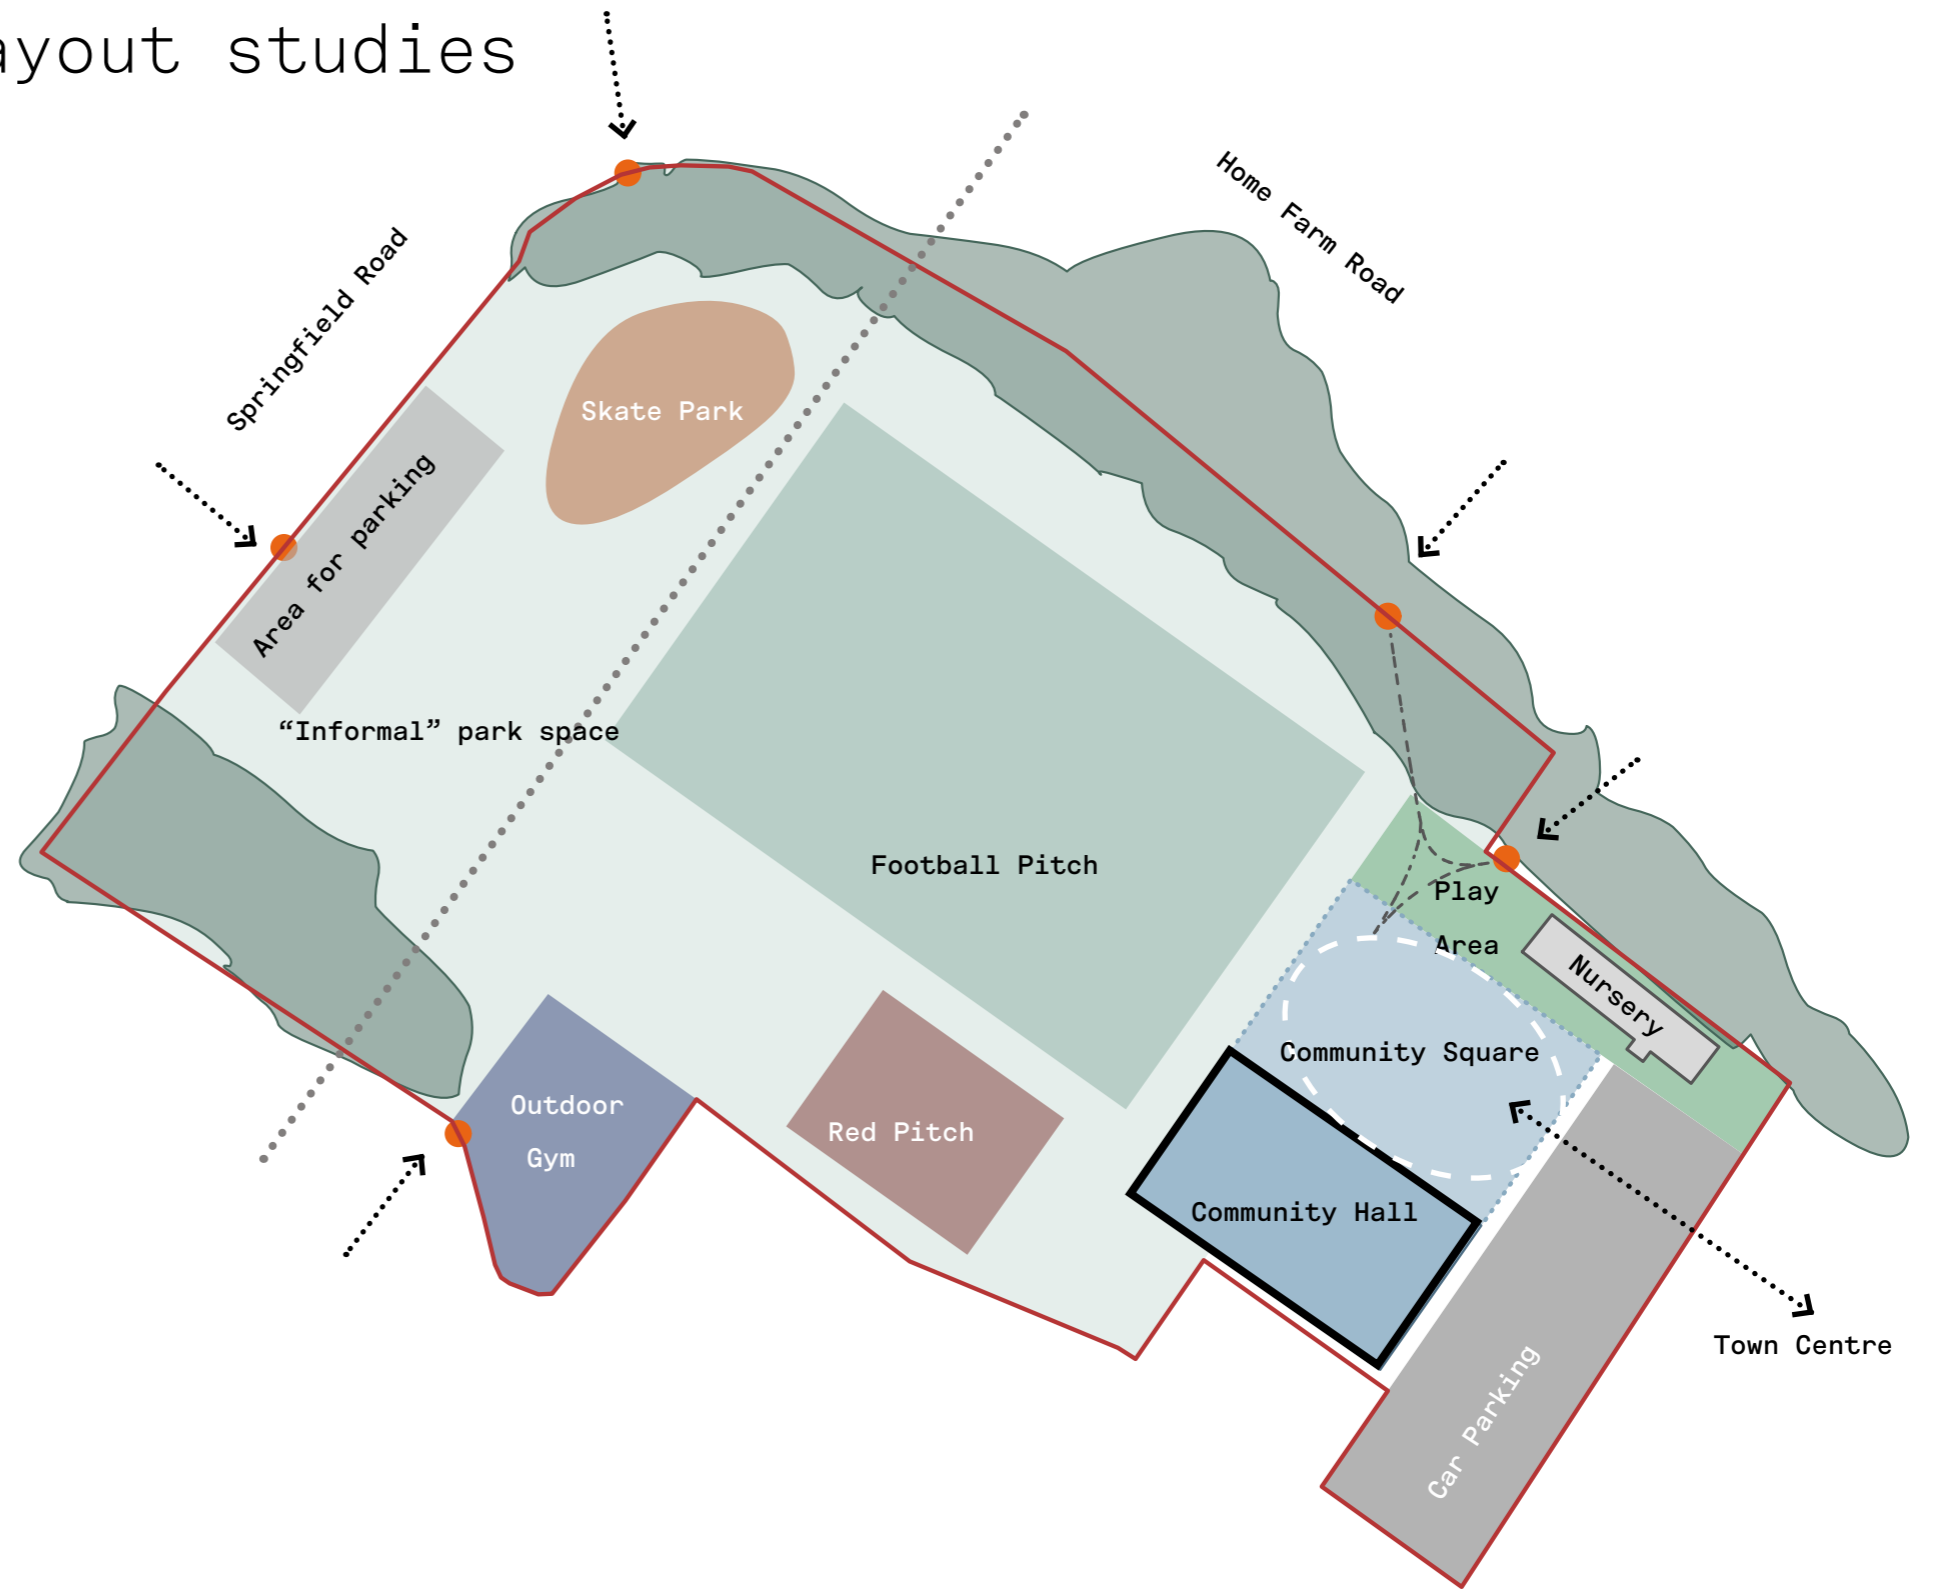 ayout studies
Home Farm Road
Springfield Road
Skate Park
Area for parking
“Informal” park space
Football Pitch
Play
Area
Nursery
Community Square
Outdoor
Gym
Red Pitch
Community Hall
Town Centre
Car Parking